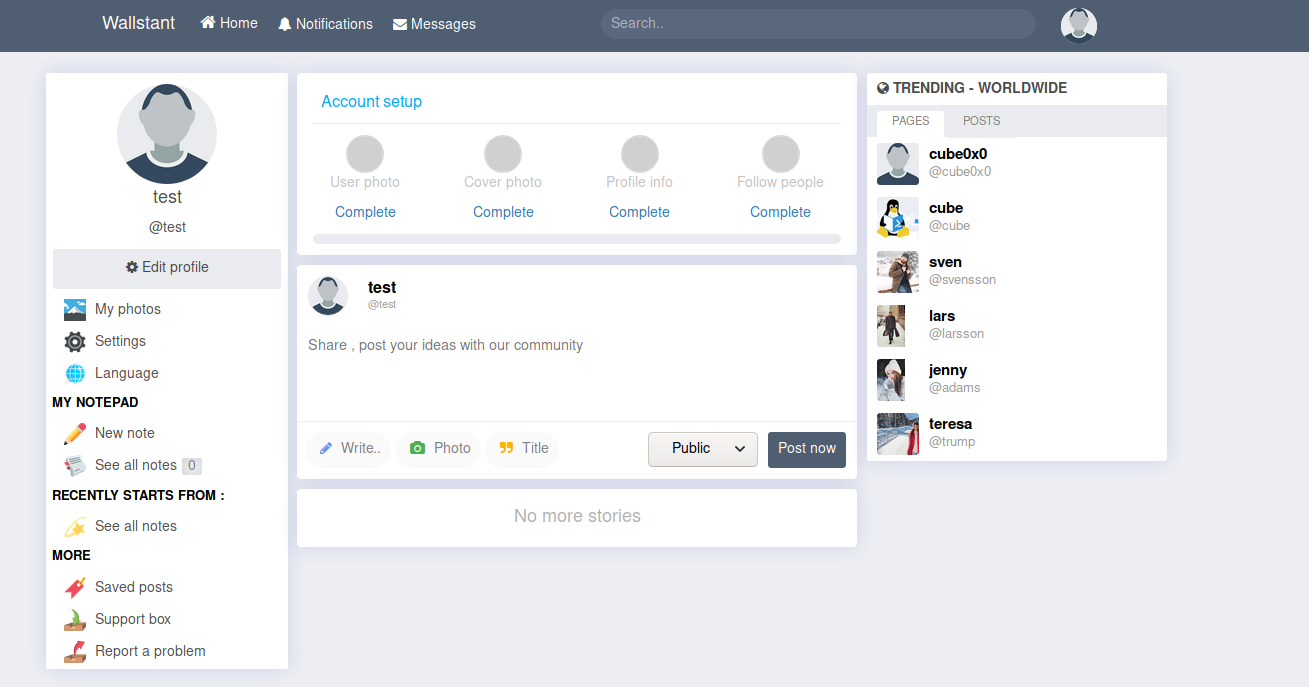 Wallstant Home Notifications Messages Search..
test
@test
Edit profile
My photos
Settings
Language
MY NOTEPAD
New note
See all notes 0
RECENTLY STARTS FROM :
See all notes
MORE
Saved posts
Support box
Report a problem
Account setup
User photo Cover photo Profile info Follow people
Complete Complete Complete Complete
test
@test
Share , post your ideas with our community
Write.. Photo Title Public Post now
No more stories
TRENDING - WORLDWIDE
PAGES POSTS
cube0x0
@cube0x0
cube
@cube
sven
@svensson
lars
@larsson
jenny
@adams
teresa
@trump